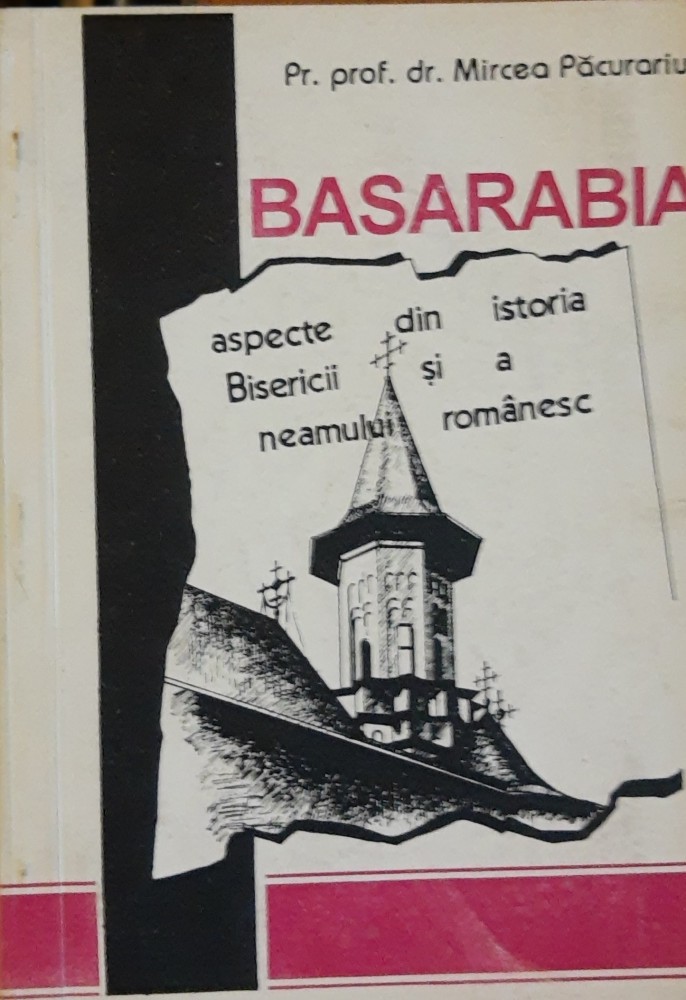 Pr. prof. dr. Mircea Păcurariu
BASARABIA
aspecte din istoria
Bisericii și a
neamului românesc